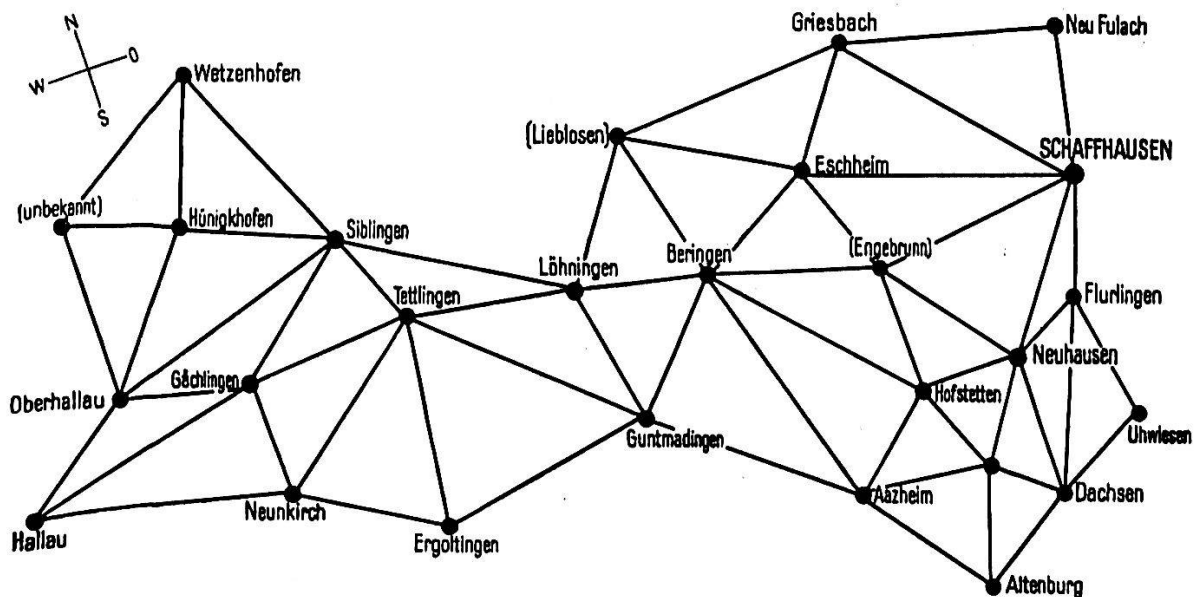 Griesbach
Neu Fulach
N
O
W
S
Wetzenhofen
(Lieblosen)
SCHAFFHAUSEN
Eschheim
(unbekannt)
Hünigkhofen
Siblingen
Löhningen
Beringen
(Engebrunn)
Tettlingen
Flurlingen
Neuhausen
Gächlingen
Oberhallau
Hofstetten
Guntmadingen
Uhwiesen
Aazheim
Dachsen
Neunkirch
Hallau
Ergoltingen
Altenburg